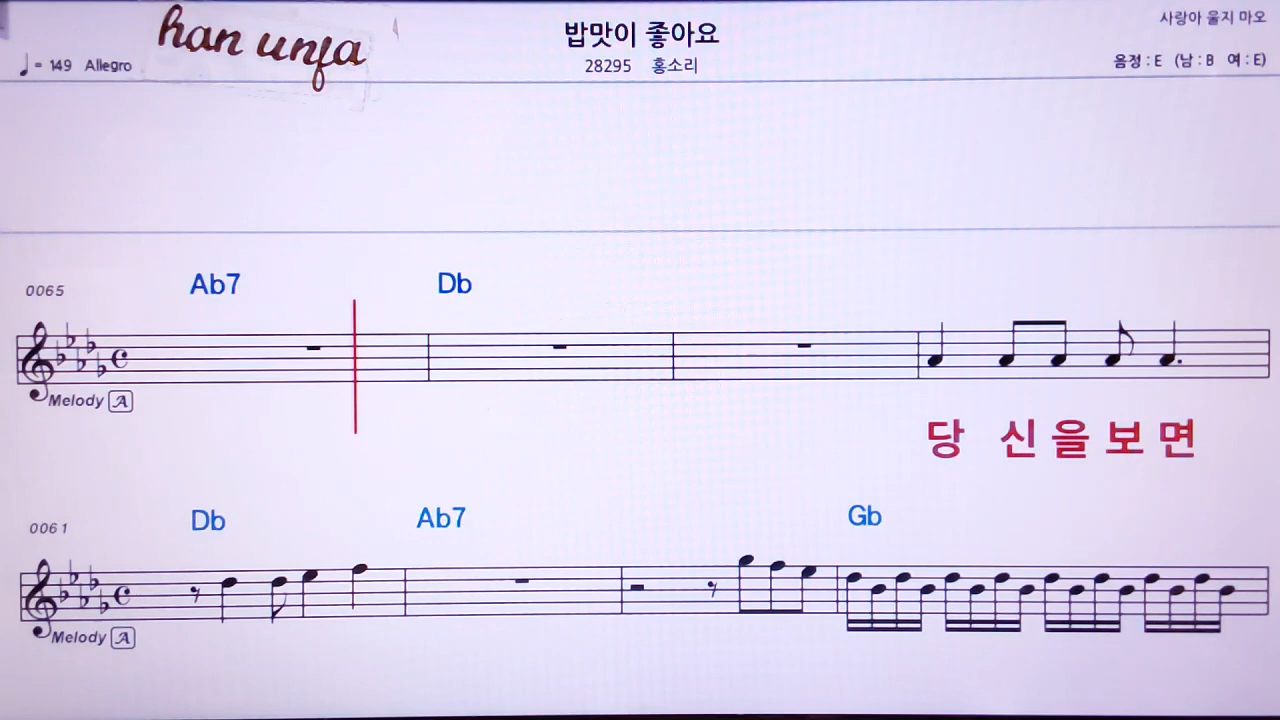 사랑아 울지 마오
han unfa
밥맛이 좋아요
♩= 149 Allegro
28295 홍소리
음정 : E (남 : B 여 : E)
0065
Ab7 Db
Melody A
당 신 을 보 면
0061
Db Ab7 Gb
Melody A